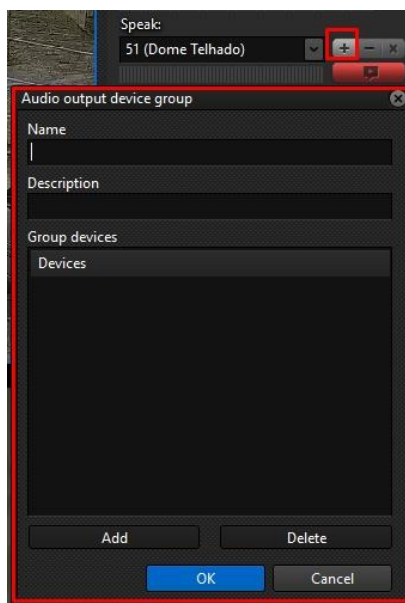 Speak:
51 (Dome Telhado)
Audio output device group
Name
Description
Group devices
Devices
Add
Delete
OK
Cancel